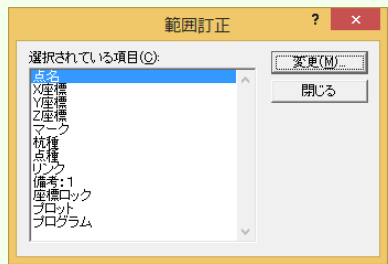 範囲訂正
?
×
選択されている項目(C):
点名
X座標
Y座標
Z座標
マーク
杭種
点種
リンク
備考:1
座標ロック
プロット
プログラム
変更(M)...
閉じる